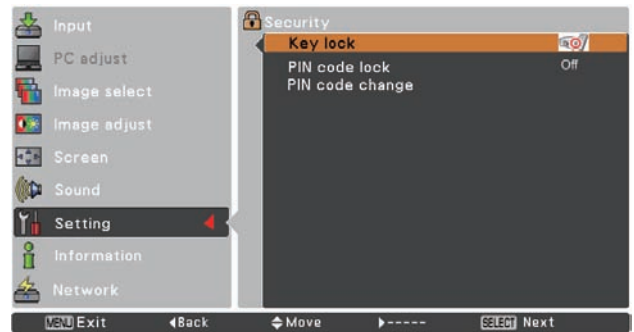 Input
PC adjust
Image select
Image adjust
Screen
Sound
Setting
Information
Network
Security
Key lock
PIN code lock Off
PIN code change
MENU Exit ◀Back Move ▶----- SELECT Next